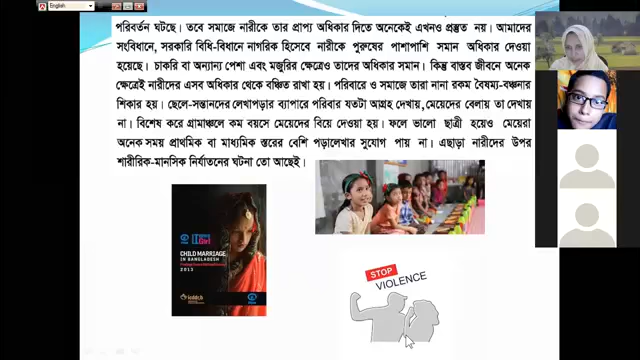 English
পরিবর্তন ঘটছে। তবে সমাজে নারীকে তার প্রাপ্য অধিকার দিতে অনেকেই এখনও প্রস্তুত নয়। আমাদের
সংবিধানে, সরকারি বিধি-বিধানে নাগরিক হিসেবে নারীকে পুরুষের পাশাপাশি সমান অধিকার দেওয়া
হয়েছে। চাকরি বা অন্যান্য পেশা এবং মজুরির ক্ষেত্রেও তাদের অধিকার সমান। কিন্তু বাস্তব জীবনে অনেক
ক্ষেত্রেই নারীদের এসব অধিকার থেকে বঞ্চিত রাখা হয়। পরিবারে ও সমাজে তারা নানা রকম বৈষম্য-বঞ্চনার
শিকার হয়। ছেলে-সন্তানদের লেখাপড়ার ব্যাপারে পরিবার যতটা আগ্রহ দেখায়, মেয়েদের বেলায় তা দেখায়
না। বিশেষ করে গ্রামাঞ্চলে কম বয়সে মেয়েদের বিয়ে দেওয়া হয়। ফলে ভালো ছাত্রী হয়েও মেয়েরা
অনেক সময় প্রাথমিক বা মাধ্যমিক স্তরের বেশি পড়ালেখার সুযোগ পায় না। এছাড়া নারীদের উপর
শারীরিক-মানসিক নির্যাতনের ঘটনা তো আছেই।
Girl
CHILD MARRIAGE
IN BANGLADESH
2013
STOP
VIOLENCE